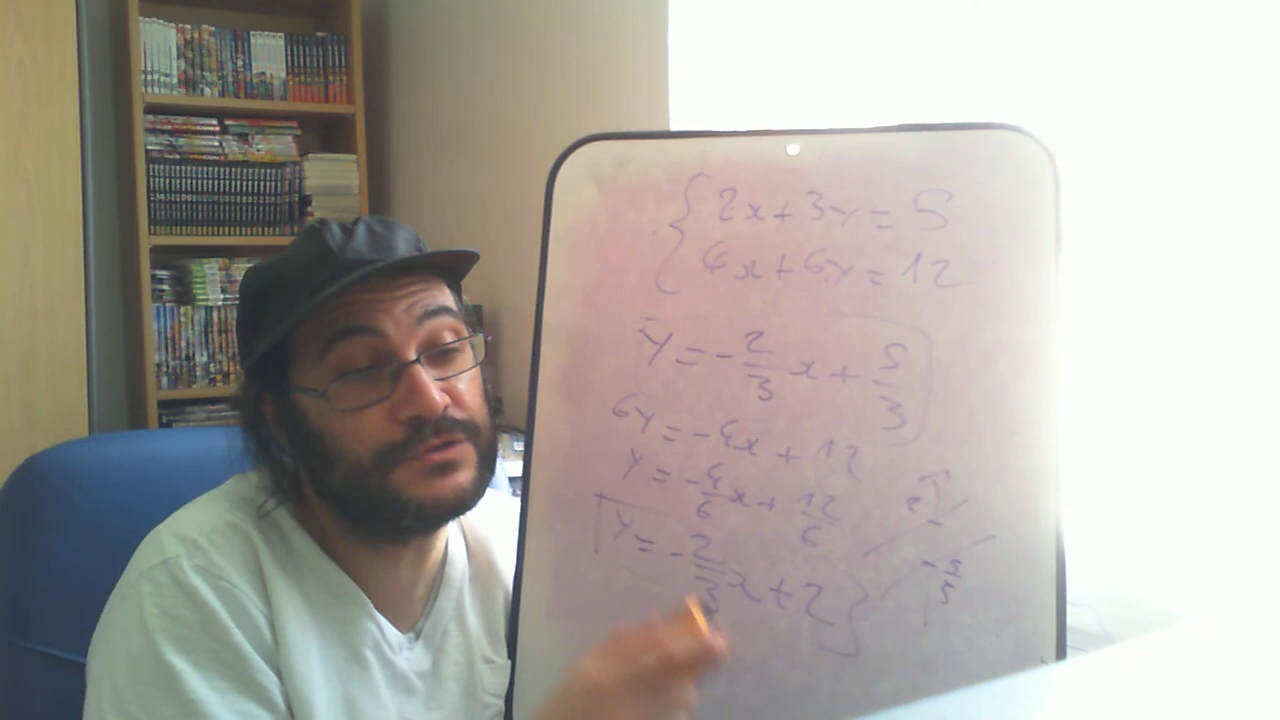 { 2x + 3y = 5
4x + 6y = 12
y = - 2/3 x + 5/3
6y = -4x + 12
y = - 4/6 x + 12/6
y = - 2/3 x + 2